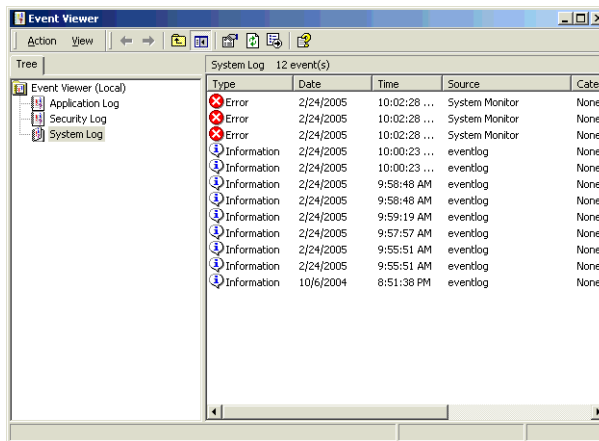 Event Viewer
Action View
Tree
System Log 12 event(s)
Event Viewer (Local)
Application Log
Security Log
System Log
Type Date Time Source Cate
Error 2/24/2005 10:02:28 ... System Monitor None
Error 2/24/2005 10:02:28 ... System Monitor None
Error 2/24/2005 10:02:28 ... System Monitor None
Information 2/24/2005 10:00:23 ... eventlog None
Information 2/24/2005 10:00:23 ... eventlog None
Information 2/24/2005 9:58:48 AM eventlog None
Information 2/24/2005 9:58:48 AM eventlog None
Information 2/24/2005 9:59:19 AM eventlog None
Information 2/24/2005 9:57:57 AM eventlog None
Information 2/24/2005 9:55:51 AM eventlog None
Information 2/24/2005 9:55:51 AM eventlog None
Information 10/6/2004 8:51:38 PM eventlog None